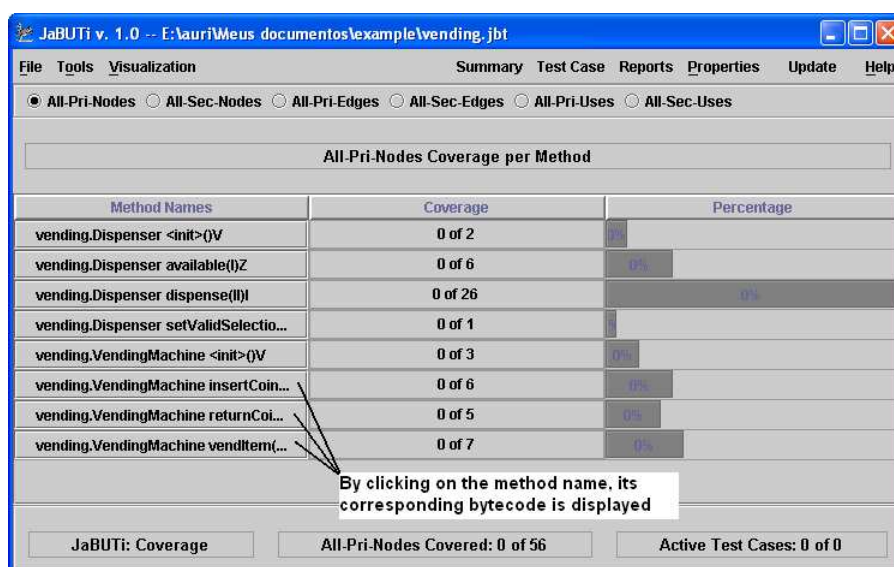 JaBUTi v. 1.0 -- E:\auri\Meus documentos\example\vending.jbt
File Tools Visualization Summary Test Case Reports Properties Update Help
All-Pri-Nodes All-Sec-Nodes All-Pri-Edges All-Sec-Edges All-Pri-Uses All-Sec-Uses
All-Pri-Nodes Coverage per Method
Method Names Coverage Percentage
vending.Dispenser <init>()V 0 of 2 0%
vending.Dispenser available(I)Z 0 of 6 0%
vending.Dispenser dispense(II)I 0 of 26 0%
vending.Dispenser setValidSelectio... 0 of 1 %
vending.VendingMachine <init>()V 0 of 3 0%
vending.VendingMachine insertCoin... 0 of 6 0%
vending.VendingMachine returnCoi... 0 of 5 0%
vending.VendingMachine vendItem(... 0 of 7 0%
By clicking on the method name, its
corresponding bytecode is displayed
JaBUTi: Coverage All-Pri-Nodes Covered: 0 of 56 Active Test Cases: 0 of 0